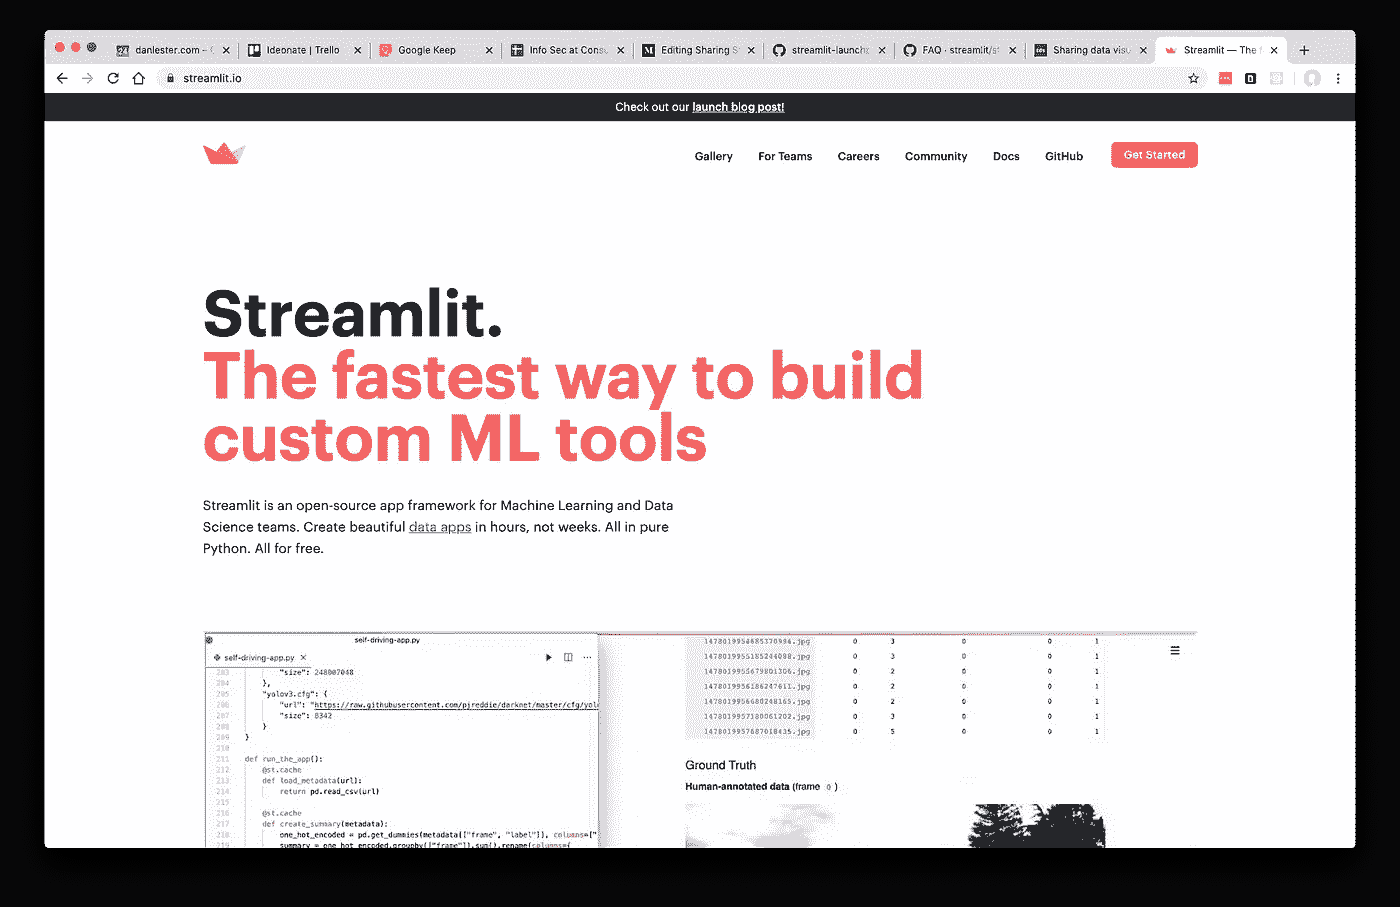 danlester.com –
Ideonate | Trello
Google Keep
Info Sec at Consu
Editing Sharing S
streamlit-launch
FAQ · streamlit/st
Sharing data visu
Streamlit — The f
streamlit.io
Check out our launch blog post!
Gallery
For Teams
Careers
Community
Docs
GitHub
Get Started
Streamlit.
The fastest way to build
custom ML tools
Streamlit is an open-source app framework for Machine Learning and Data
Science teams. Create beautiful data apps in hours, not weeks. All in pure
Python. All for free.
self-driving-app.py
self-driving-app.py
203 "size": 248007048
204 },
205 "yolov3.cfg": {
206 "url": "https://raw.githubusercontent.com/pjreddie/darknet/master/cfg/yol
207 "size": 8342
208 }
209 }
210
211 def run_the_app():
212 @st.cache
213 def load_metadata(url):
214 return pd.read_csv(url)
215
216 @st.cache
217 def create_summary(metadata):
218 one_hot_encoded = pd.get_dummies(metadata[["frame", "label"]], columns=["
219 summary = one_hot_encoded.groupby(["frame"]).sum().rename(columns={
1478019954685370994.jpg 0 3 0 0 1
1478019955185244088.jpg 0 3 0 0 1
1478019955679801306.jpg 0 2 0 0 1
1478019956186247611.jpg 0 2 0 0 1
1478019956680248165.jpg 0 2 0 0 1
1478019957180061202.jpg 0 3 0 0 1
1478019957687018435.jpg 0 5 0 0 1
Ground Truth
Human-annotated data (frame 0 )